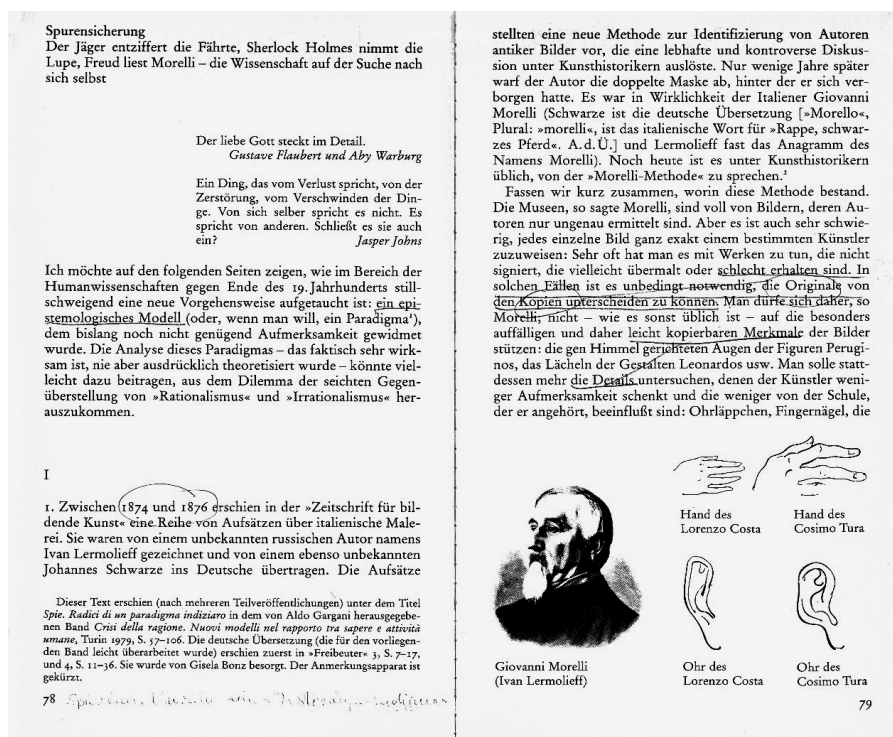 Spurensicherung
Der Jäger entziffert die Fährte, Sherlock Holmes nimmt die
Lupe, Freud liest Morelli – die Wissenschaft auf der Suche nach
sich selbst
Der liebe Gott steckt im Detail.
Gustave Flaubert und Aby Warburg
Ein Ding, das vom Verlust spricht, von der
Zerstörung, vom Verschwinden der Din-
ge. Von sich selber spricht es nicht. Es
spricht von anderen. Schließt es sie auch
ein? Jasper Johns
Ich möchte auf den folgenden Seiten zeigen, wie im Bereich der
Humanwissenschaften gegen Ende des 19. Jahrhunderts still-
schweigend eine neue Vorgehensweise aufgetaucht ist: ein epi-
stemologisches Modell (oder, wenn man will, ein Paradigma¹),
dem bislang noch nicht genügend Aufmerksamkeit gewidmet
wurde. Die Analyse dieses Paradigmas – das faktisch sehr wirk-
sam ist, nie aber ausdrücklich theoretisiert wurde – könnte viel-
leicht dazu beitragen, aus dem Dilemma der seichten Gegen-
überstellung von »Rationalismus« und »Irrationalismus« her-
auszukommen.
I
1. Zwischen 1874 und 1876 erschien in der »Zeitschrift für bil-
dende Kunst« eine Reihe von Aufsätzen über italienische Male-
rei. Sie waren von einem unbekannten russischen Autor namens
Ivan Lermolieff gezeichnet und von einem ebenso unbekannten
Johannes Schwarze ins Deutsche übertragen. Die Aufsätze
Dieser Text erschien (nach mehreren Teilveröffentlichungen) unter dem Titel
Spie. Radici di un paradigma indiziario in dem von Aldo Gargani herausgegebe-
nen Band Crisi della ragione. Nuovi modelli nel rapporto tra sapere e attività
umane, Turin 1979, S. 57–106. Die deutsche Übersetzung (die für den vorliegen-
den Band leicht überarbeitet wurde) erschien zuerst in »Freibeuter« 3, S. 7–17,
und 4, S. 11–36. Sie wurde von Gisela Bonz besorgt. Der Anmerkungsapparat ist
gekürzt.
78
stellten eine neue Methode zur Identifizierung von Autoren
antiker Bilder vor, die eine lebhafte und kontroverse Diskus-
sion unter Kunsthistorikern auslöste. Nur wenige Jahre später
warf der Autor die doppelte Maske ab, hinter der er sich ver-
borgen hatte. Es war in Wirklichkeit der Italiener Giovanni
Morelli (Schwarze ist die deutsche Übersetzung [»Morello«,
Plural: »morelli«, ist das italienische Wort für »Rappe, schwar-
zes Pferd«. A.d.Ü.] und Lermolieff fast das Anagramm des
Namens Morelli). Noch heute ist es unter Kunsthistorikern
üblich, von der »Morelli-Methode« zu sprechen.²
Fassen wir kurz zusammen, worin diese Methode bestand.
Die Museen, so sagte Morelli, sind voll von Bildern, deren Au-
toren nur ungenau ermittelt sind. Aber es ist auch sehr schwie-
rig, jedes einzelne Bild ganz exakt einem bestimmten Künstler
zuzuweisen: Sehr oft hat man es mit Werken zu tun, die nicht
signiert, die vielleicht übermalt oder schlecht erhalten sind. In
solchen Fällen ist es unbedingt notwendig, die Originale von
den Kopien unterscheiden zu können. Man dürfe sich daher, so
Morelli, nicht – wie es sonst üblich ist – auf die besonders
auffälligen und daher leicht kopierbaren Merkmale der Bilder
stützen: die gen Himmel gerichteten Augen der Figuren Perugi-
nos, das Lächeln der Gestalten Leonardos usw. Man solle statt-
dessen mehr die Details untersuchen, denen der Künstler weni-
ger Aufmerksamkeit schenkt und die weniger von der Schule,
der er angehört, beeinflußt sind: Ohrläppchen, Fingernägel, die
Hand des
Lorenzo Costa
Hand des
Cosimo Tura
Giovanni Morelli
(Ivan Lermolieff)
Ohr des
Lorenzo Costa
Ohr des
Cosimo Tura
79